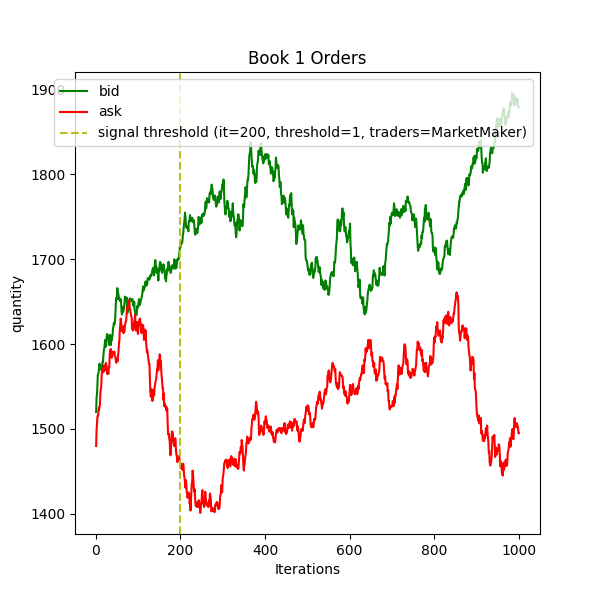 Book 1 Orders
bid
ask
signal threshold (it=200, threshold=1, traders=MarketMaker)
1900
1800
1700
1600
1500
1400
quantity
0 200 400 600 800 1000
Iterations